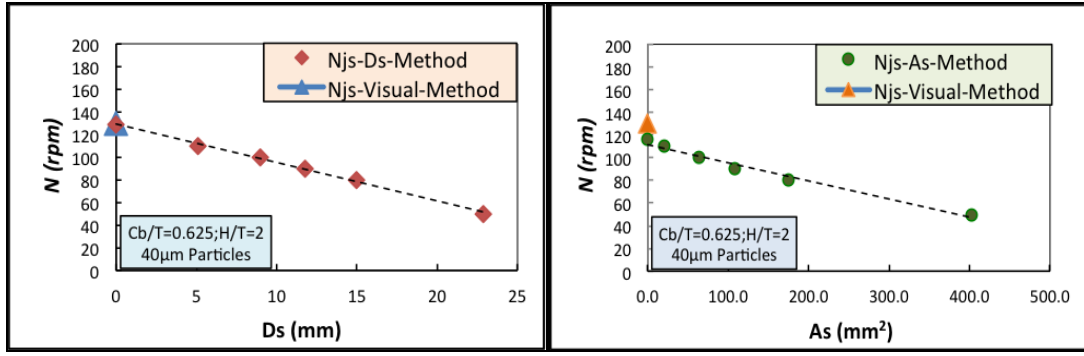 200
180
160
140
120
100
80
60
40
20
0
N (rpm)
Njs-Ds-Method
Njs-Visual-Method
Cb/T=0.625;H/T=2
40µm Particles
0 5 10 15 20 25
Ds (mm)
200
180
160
140
120
100
80
60
40
20
0
N (rpm)
Njs-As-Method
Njs-Visual-Method
Cb/T=0.625;H/T=2
40µm Particles
0.0 100.0 200.0 300.0 400.0 500.0
As (mm²)